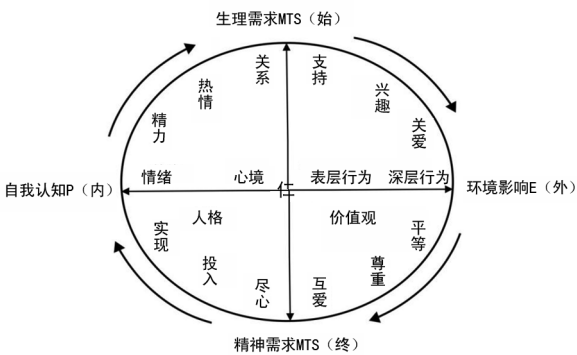 生理需求MTS（始）
关系
支持
热情
兴趣
精力
关爱
情绪
心境
表层行为
深层行为
自我认知P（内）
仁
环境影响E（外）
人格
价值观
实现
平等
投入
尊重
尽心
互爱
精神需求MTS（终）